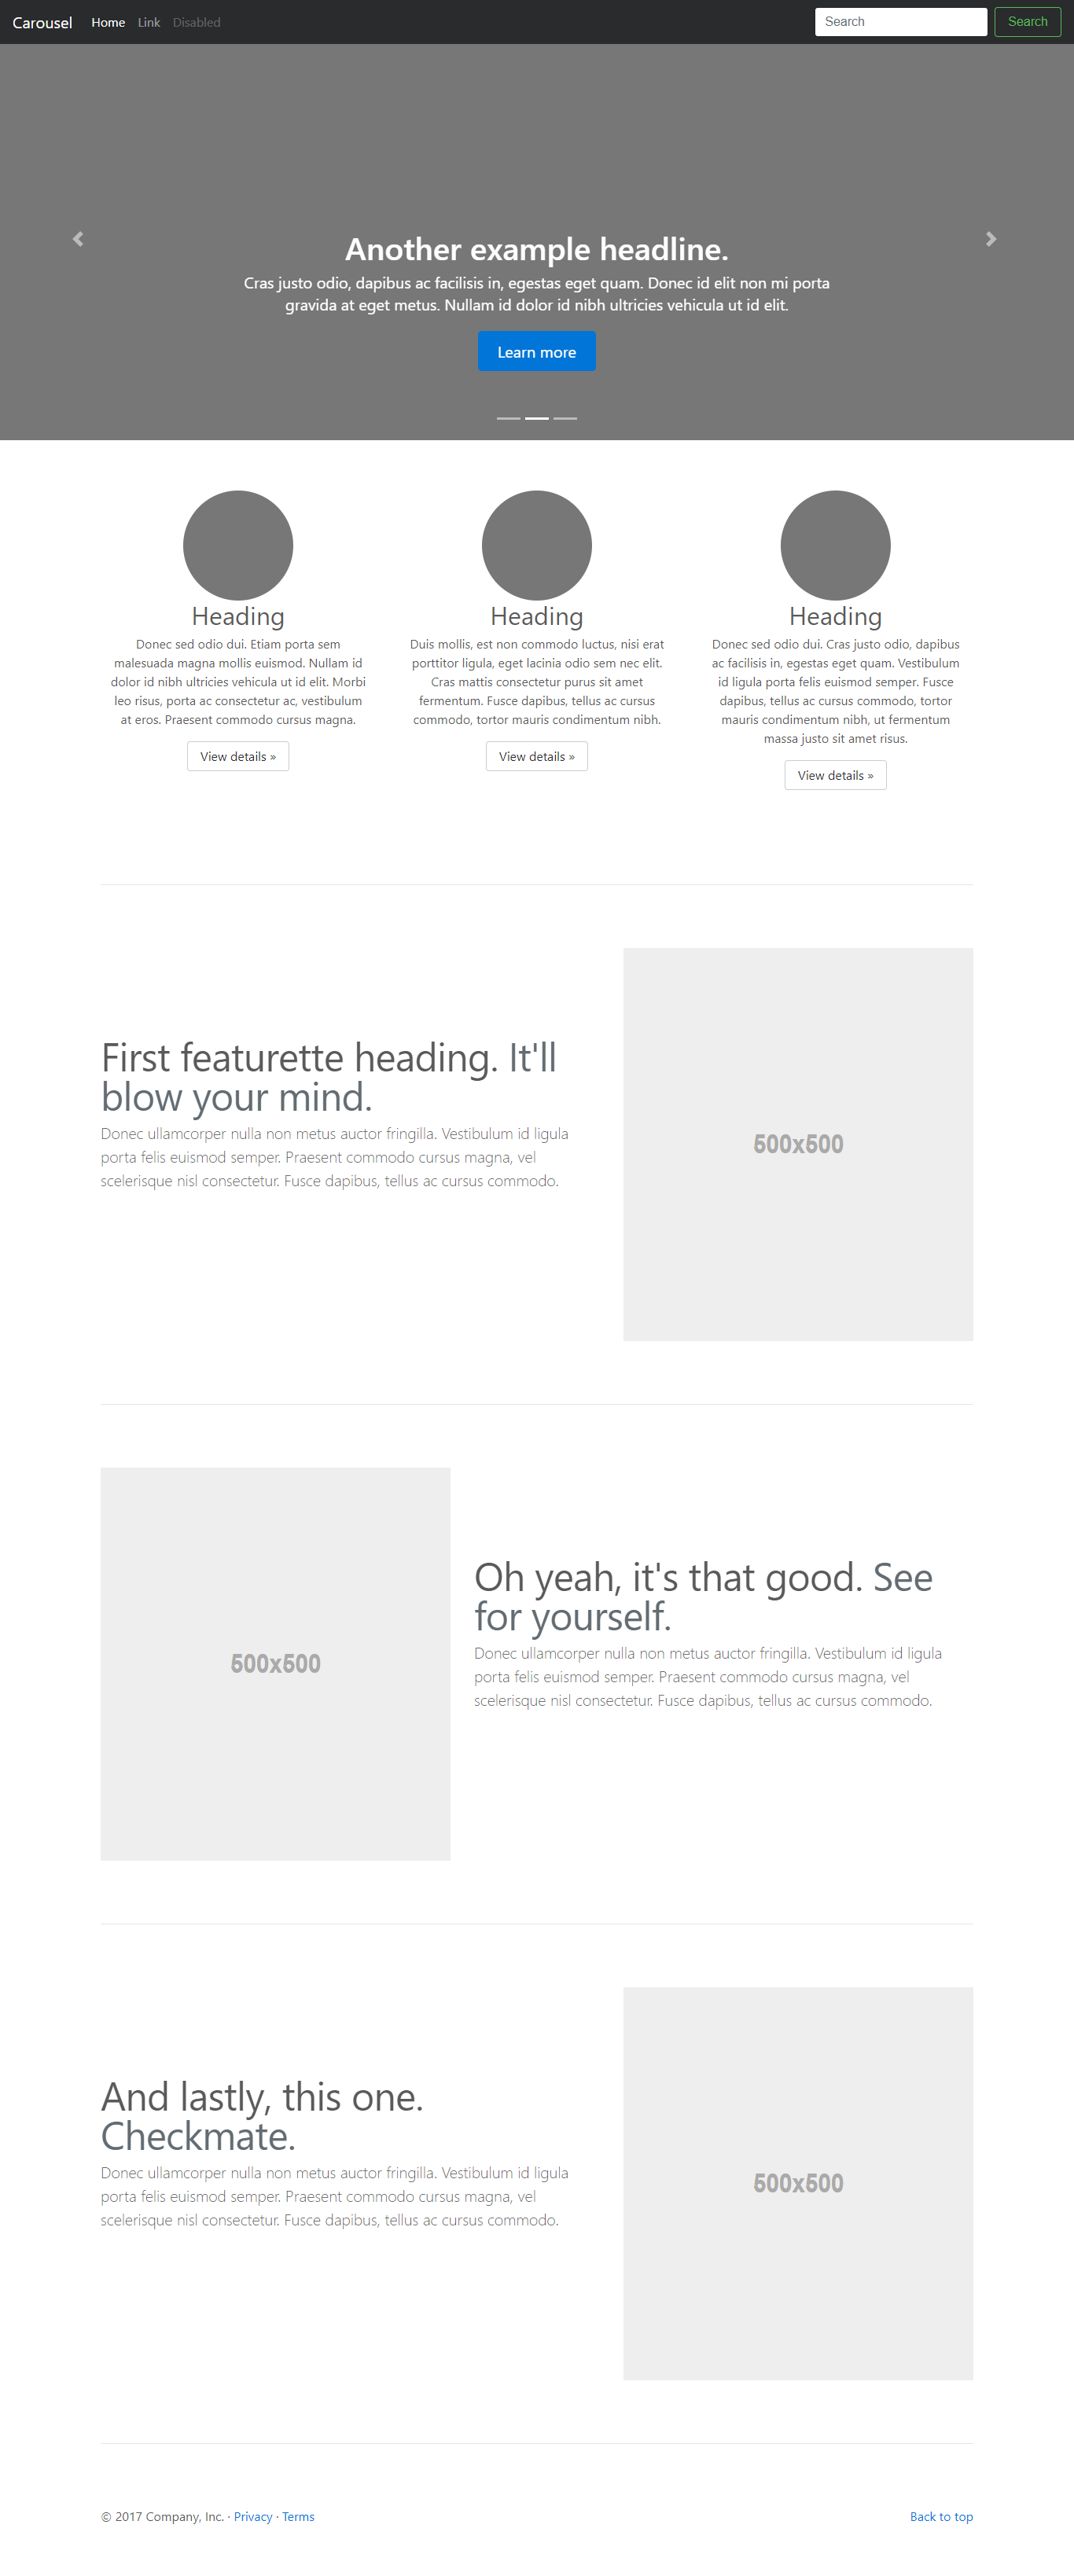 Carousel Home Link Disabled Search Search
Another example headline.
Cras justo odio, dapibus ac facilisis in, egestas eget quam. Donec id elit non mi porta
gravida at eget metus. Nullam id dolor id nibh ultricies vehicula ut id elit.
Learn more
Heading
Donec sed odio dui. Etiam porta sem
malesuada magna mollis euismod. Nullam id
dolor id nibh ultricies vehicula ut id elit. Morbi
leo risus, porta ac consectetur ac, vestibulum
at eros. Praesent commodo cursus magna.
View details »
Heading
Duis mollis, est non commodo luctus, nisi erat
porttitor ligula, eget lacinia odio sem nec elit.
Cras mattis consectetur purus sit amet
fermentum. Fusce dapibus, tellus ac cursus
commodo, tortor mauris condimentum nibh.
View details »
Heading
Donec sed odio dui. Cras justo odio, dapibus
ac facilisis in, egestas eget quam. Vestibulum
id ligula porta felis euismod semper. Fusce
dapibus, tellus ac cursus commodo, tortor
mauris condimentum nibh, ut fermentum
massa justo sit amet risus.
View details »
First featurette heading. It'll
blow your mind.
Donec ullamcorper nulla non metus auctor fringilla. Vestibulum id ligula
porta felis euismod semper. Praesent commodo cursus magna, vel
scelerisque nisl consectetur. Fusce dapibus, tellus ac cursus commodo.
500x500
500x500
Oh yeah, it's that good. See
for yourself.
Donec ullamcorper nulla non metus auctor fringilla. Vestibulum id ligula
porta felis euismod semper. Praesent commodo cursus magna, vel
scelerisque nisl consectetur. Fusce dapibus, tellus ac cursus commodo.
And lastly, this one.
Checkmate.
Donec ullamcorper nulla non metus auctor fringilla. Vestibulum id ligula
porta felis euismod semper. Praesent commodo cursus magna, vel
scelerisque nisl consectetur. Fusce dapibus, tellus ac cursus commodo.
500x500
© 2017 Company, Inc. · Privacy · Terms Back to top